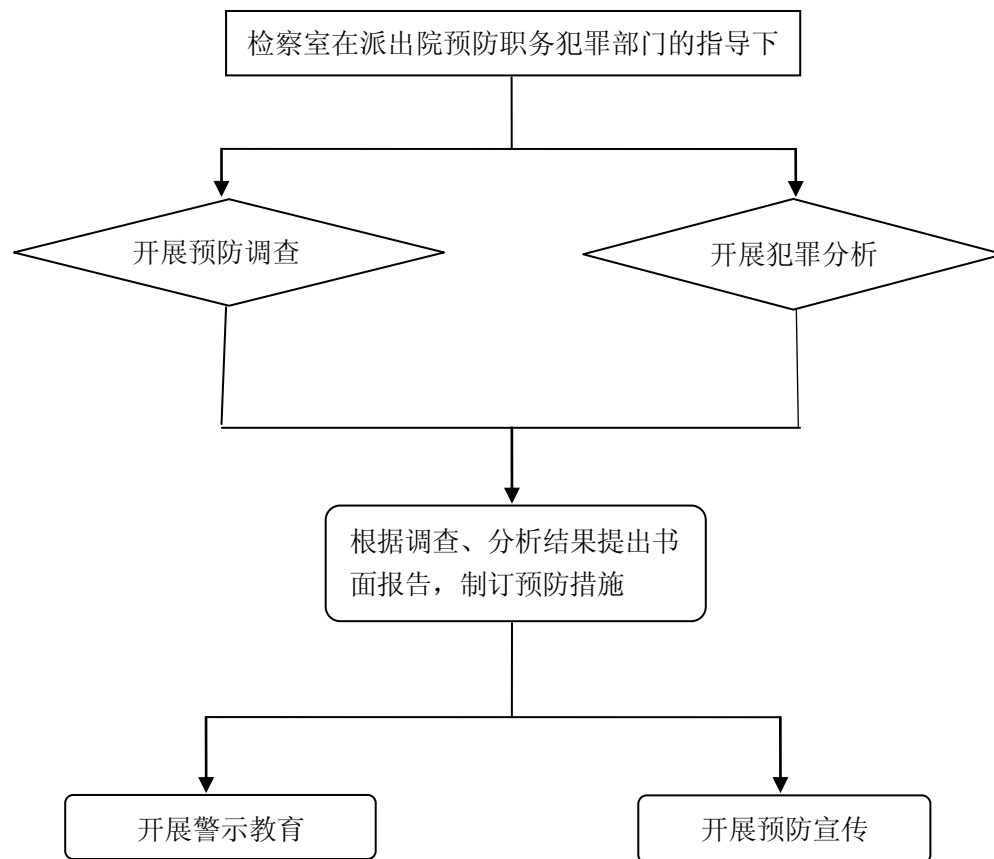 检察室在派出院预防职务犯罪部门的指导下
开展预防调查
开展犯罪分析
根据调查、分析结果提出书
面报告，制订预防措施
开展警示教育
开展预防宣传